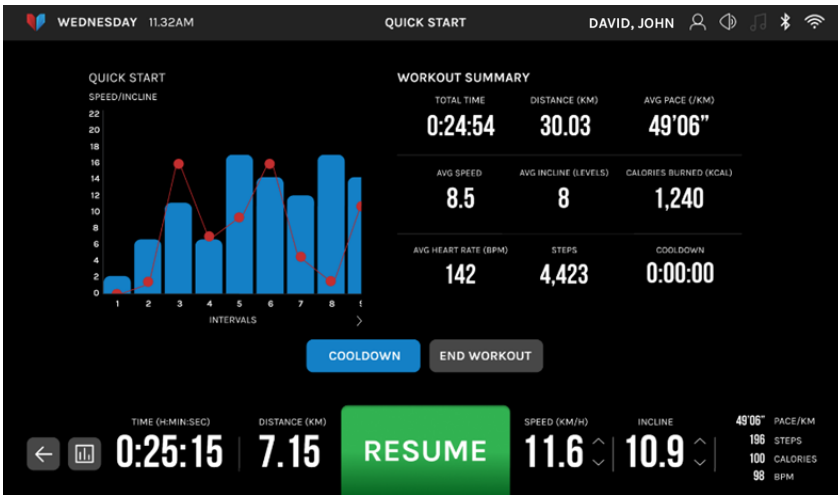 WEDNESDAY 11.32AM QUICK START DAVID, JOHN
QUICK START
SPEED/INCLINE
22
20
18
16
14
12
10
8
6
4
2
0
1 2 3 4 5 6 7 8
INTERVALS
WORKOUT SUMMARY
TOTAL TIME DISTANCE (KM) AVG PACE (/KM)
0:24:54 30.03 49'06"
AVG SPEED AVG INCLINE (LEVELS) CALORIES BURNED (KCAL)
8.5 8 1,240
AVG HEART RATE (BPM) STEPS COOLDOWN
142 4,423 0:00:00
COOLDOWN END WORKOUT
TIME (H:MIN:SEC) DISTANCE (KM) SPEED (KM/H) INCLINE
0:25:15 7.15 RESUME 11.6 10.9
49'06" PACE/KM
196 STEPS
100 CALORIES
98 BPM